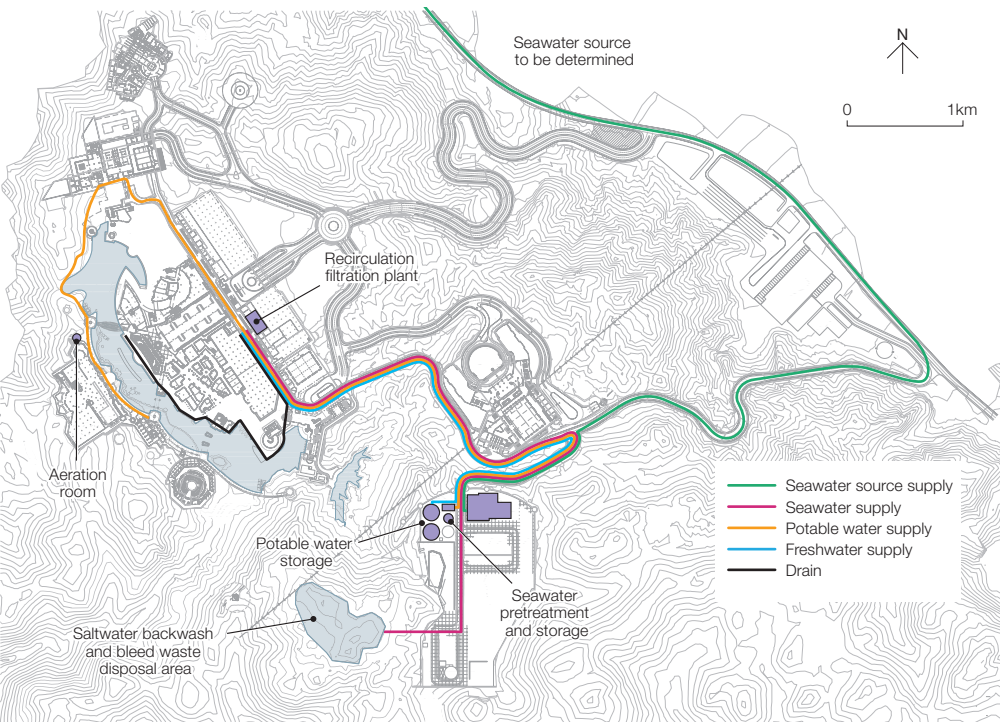 Seawater source
to be determined
N
0 1km
Recirculation
filtration plant
Aeration
room
Seawater source supply
Seawater supply
Potable water supply
Freshwater supply
Drain
Potable water
storage
Seawater
pretreatment
and storage
Saltwater backwash
and bleed waste
disposal area